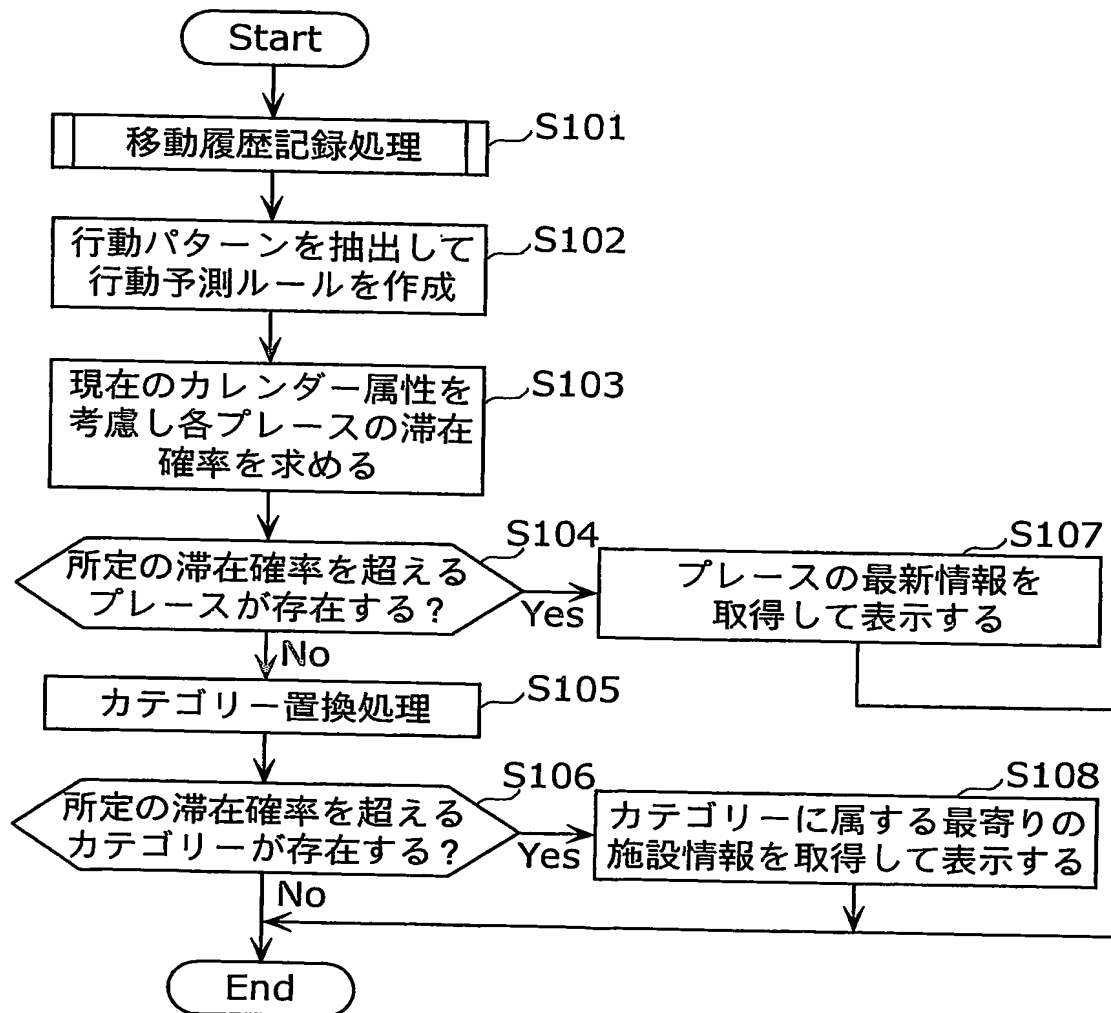 Start
移動履歴記録処理
S101
行動パターンを抽出して
行動予測ルールを作成
S102
現在のカレンダー属性を
考慮し各プレースの滞在
確率を求める
S103
所定の滞在確率を超える
プレースが存在する?
S104
Yes
プレースの最新情報を
取得して表示する
S107
No
カテゴリー置換処理
S105
所定の滞在確率を超える
カテゴリーが存在する?
S106
Yes
カテゴリーに属する最寄りの
施設情報を取得して表示する
S108
No
End